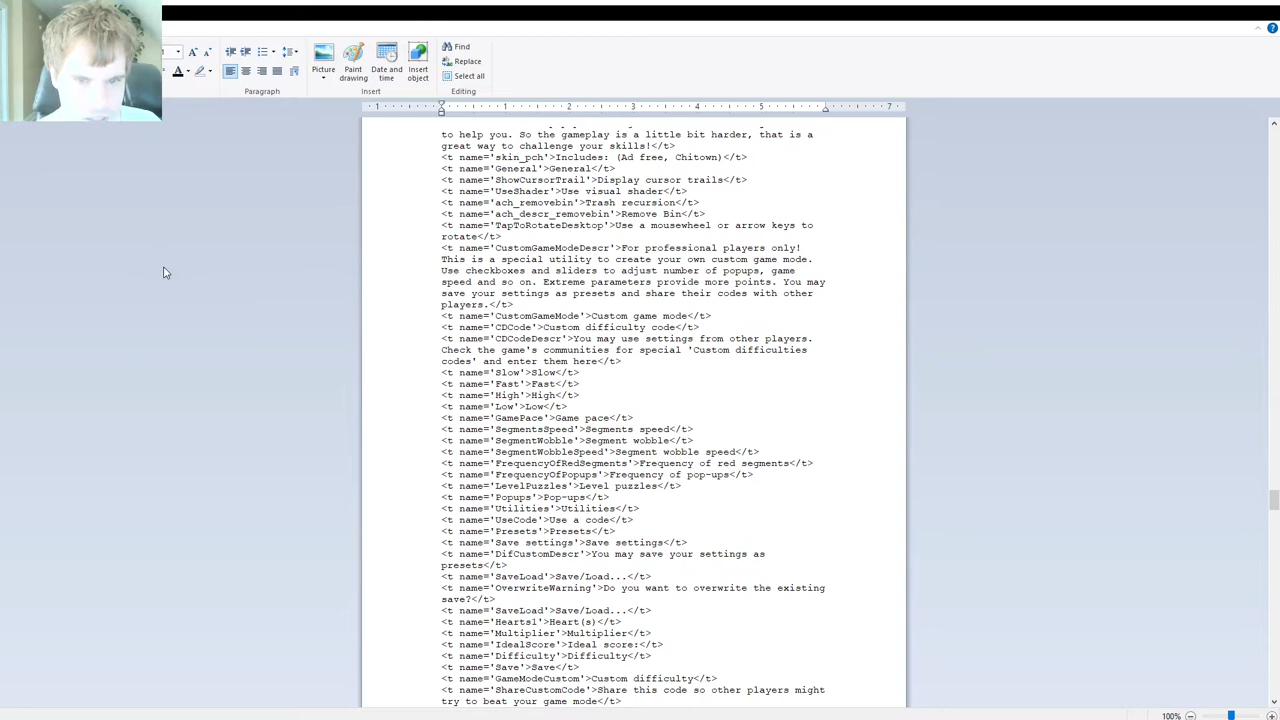 Find
Replace
Select all
Picture
Paint drawing
Date and time
Insert object
Paragraph
Insert
Editing
1 1 2 3 4 5 7
to help you. So the gameplay is a little bit harder, that is a
great way to challenge your skills!</t>
<t name='skin_pch'>Includes: (Ad free, Chitown)</t>
<t name='General'>General</t>
<t name='ShowCursorTrail'>Display cursor trails</t>
<t name='UseShader'>Use visual shader</t>
<t name='ach_removebin'>Trash recursion</t>
<t name='ach_descr_removebin'>Remove Bin</t>
<t name='TapToRotateDesktop'>Use a mousewheel or arrow keys to
rotate</t>
<t name='CustomGameModeDescr'>For professional players only!
This is a special utility to create your own custom game mode.
Use checkboxes and sliders to adjust number of popups, game
speed and so on. Extreme parameters provide more points. You may
save your settings as presets and share their codes with other
players.</t>
<t name='CustomGameMode'>Custom game mode</t>
<t name='CDCode'>Custom difficulty code</t>
<t name='CDCodeDescr'>You may use settings from other players.
Check the game's communities for special 'Custom difficulties
codes' and enter them here</t>
<t name='Slow'>Slow</t>
<t name='Fast'>Fast</t>
<t name='High'>High</t>
<t name='Low'>Low</t>
<t name='GamePace'>Game pace</t>
<t name='SegmentsSpeed'>Segments speed</t>
<t name='SegmentWobble'>Segment wobble</t>
<t name='SegmentWobbleSpeed'>Segment wobble speed</t>
<t name='FrequencyOfRedSegments'>Frequency of red segments</t>
<t name='FrequencyOfPopups'>Frequency of pop-ups</t>
<t name='LevelPuzzles'>Level puzzles</t>
<t name='Popups'>Pop-ups</t>
<t name='Utilities'>Utilities</t>
<t name='UseCode'>Use a code</t>
<t name='Presets'>Presets</t>
<t name='Save settings'>Save settings</t>
<t name='DifCustomDescr'>You may save your settings as
presets</t>
<t name='SaveLoad'>Save/Load...</t>
<t name='OverwriteWarning'>Do you want to overwrite the existing
save?</t>
<t name='SaveLoad'>Save/Load...</t>
<t name='Hearts1'>Heart(s)</t>
<t name='Multiplier'>Multiplier</t>
<t name='IdealScore'>Ideal score:</t>
<t name='Difficulty'>Difficulty</t>
<t name='Save'>Save</t>
<t name='GameModeCustom'>Custom difficulty</t>
<t name='ShareCustomCode'>Share this code so other players might
try to beat your game mode</t>
100%